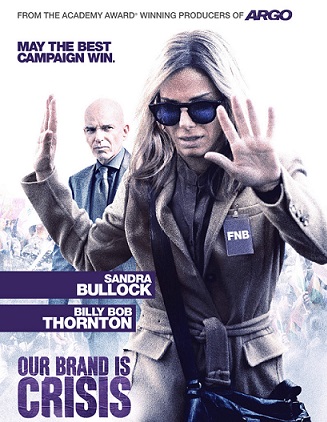 FROM THE ACADEMY AWARD® WINNING PRODUCERS OF ARGO
MAY THE BEST
CAMPAIGN WIN.
FNB
SANDRA
BULLOCK
BILLY BOB
THORNTON
OUR BRAND IS
CRISIS